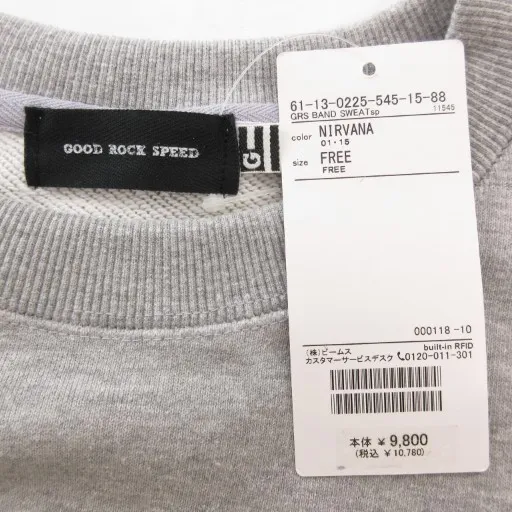 GOOD ROCK SPEED
G-I
61-13-0225-545-15-88
GRS BAND SWEATsp 11545
color NIRVANA
01·15
size FREE
FREE
000118 -10
built-in RFID
(株)ビームス
カスタマーサービスデスク 0120-011-301
本体 ¥ 9,800
(税込 ¥ 10,780)